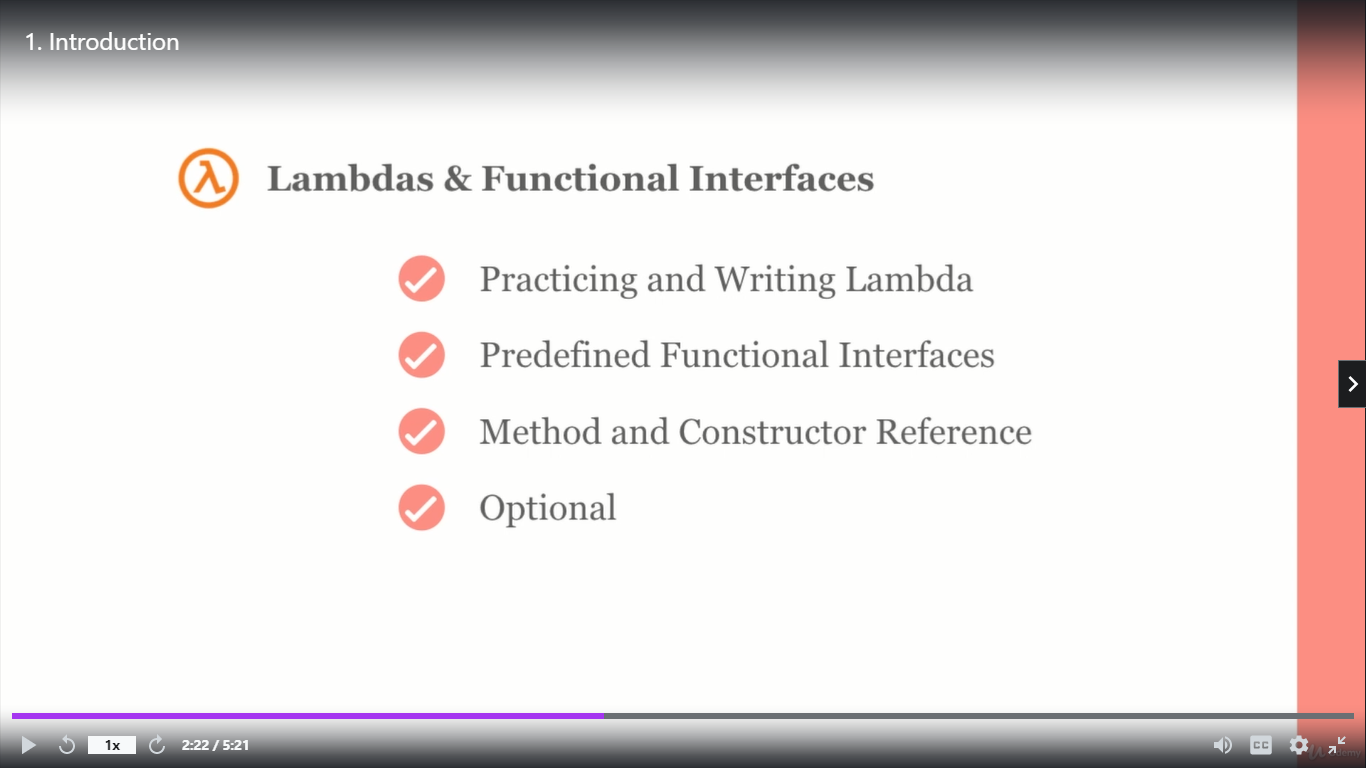 1. Introduction
λ Lambdas & Functional Interfaces
Practicing and Writing Lambda
Predefined Functional Interfaces
Method and Constructor Reference
Optional
1x
2:22 / 5:21
CC